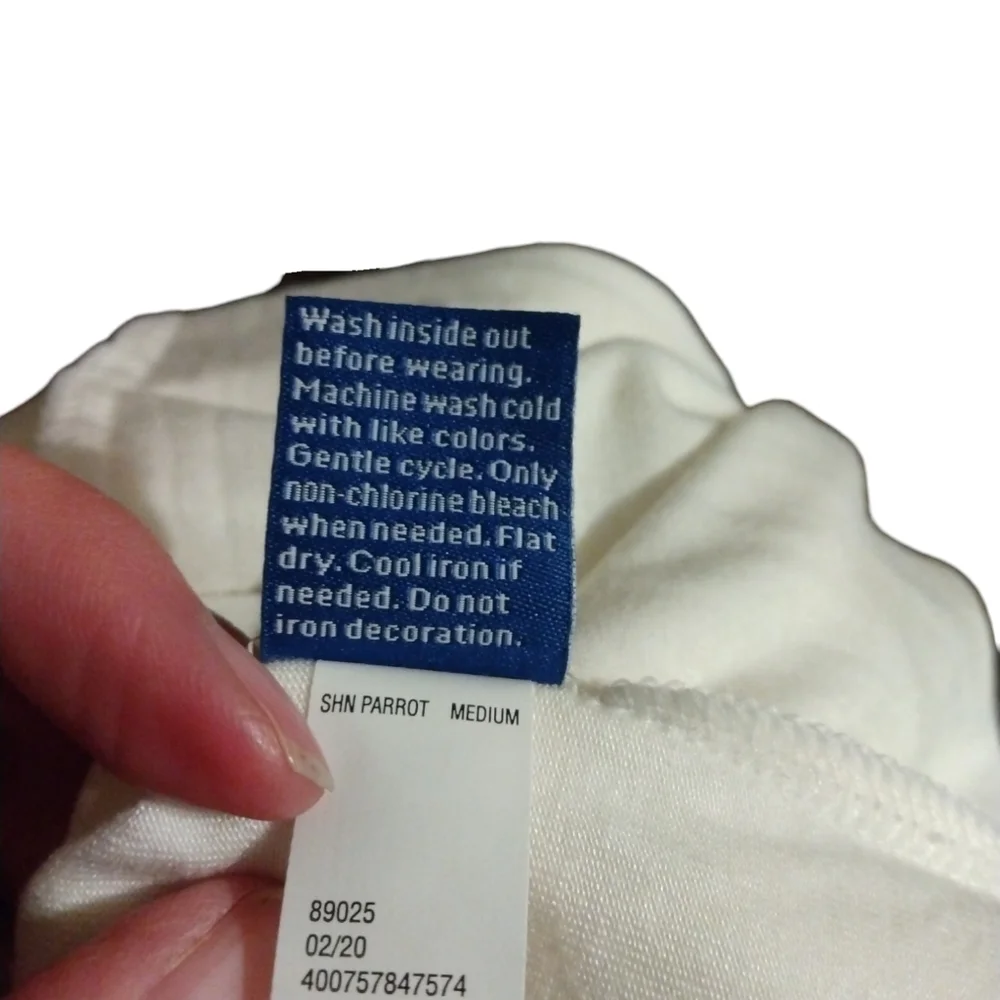 Wash inside out
before wearing.
Machine wash cold
with like colors.
Gentle cycle. Only
non-chlorine bleach
when needed. Flat
dry. Cool iron if
needed. Do not
iron decoration.
SHN PARROT MEDIUM
89025
02/20
400757847574